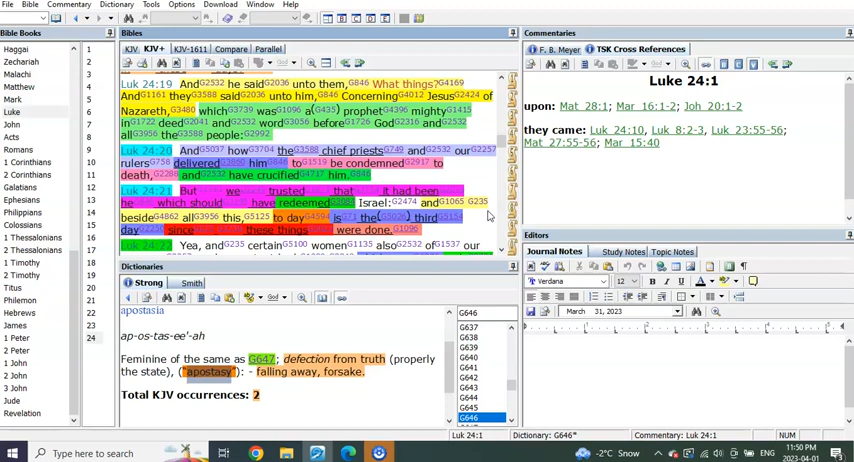 File View Bible Commentary Tools Options Download Window Help
Bible Books
Haggai
Zechariah
Malachi
Matthew
Mark
Luke
John
Acts
Romans
1 Corinthians
2 Corinthians
Galatians
Ephesians
Philippians
Colossians
1 Thessalonians
2 Thessalonians
1 Timothy
2 Timothy
Titus
Philemon
Hebrews
James
1 Peter
2 Peter
1 John
2 John
3 John
Jude
Revelation
1
2
3
4
5
6
7
8
9
10
11
12
13
14
15
16
17
18
19
20
21
22
23
24
Bibles
KJV KJV+ KJV-1611 Compare Parallel
Luk 24:19 And G2532 he said G2036 unto them, G846 What things? G4169
And G1161 they G3588 said G2036 unto him, G846 Concerning G4012 Jesus G2424 of
Nazareth, G3480 which G3739 was G1096 a( G435 ) prophet G4396 mighty G1415
in G1722 deed G2041 and G2532 word G3056 before G1726 God G2316 and G2532
all G3956 the G3588 people: G2992
Luk 24:20 And G5037 how G3704 the G3588 chief priests G749 and G2532 our G2257
rulers G758 delivered G3860 him G846 to G1519 be condemned G2917 to
death, G2288 and G2532 have crucified G4717 him. G846
Luk 24:21 But we trusted that it had been
he which should have redeemed G3084 Israel: G2474 and G1065 G235
beside G4862 all G3956 this, G5125 to day G4594 is G71 the( G5026 ) third G5154
day G2250 since these things were done. G1096
Luk 24:22 Yea, and G235 certain G5100 women G1135 also G2532 of G1537 our
Dictionaries
Strong Smith
apostasia
ap-os-tas-ee'-ah
Feminine of the same as G647; defection from truth (properly
the state), ("apostasy"): - falling away, forsake.
Total KJV occurrences: 2
G646
G637
G638
G639
G640
G641
G642
G643
G644
G645
G646
Commentaries
F. B. Meyer TSK Cross References
Luke 24:1
upon: Mat 28:1; Mar 16:1-2; Joh 20:1-2
they came: Luk 24:10, Luk 8:2-3, Luk 23:55-56;
Mat 27:55-56; Mar 15:40
Editors
Journal Notes Study Notes Topic Notes
Verdana 12 B I U A
March 31, 2023
Luk 24:1 Dictionary: G646* Commentary: Luk 24:1 NUM
Type here to search
-2°C Snow
ENG
11:50 PM
2023-04-01